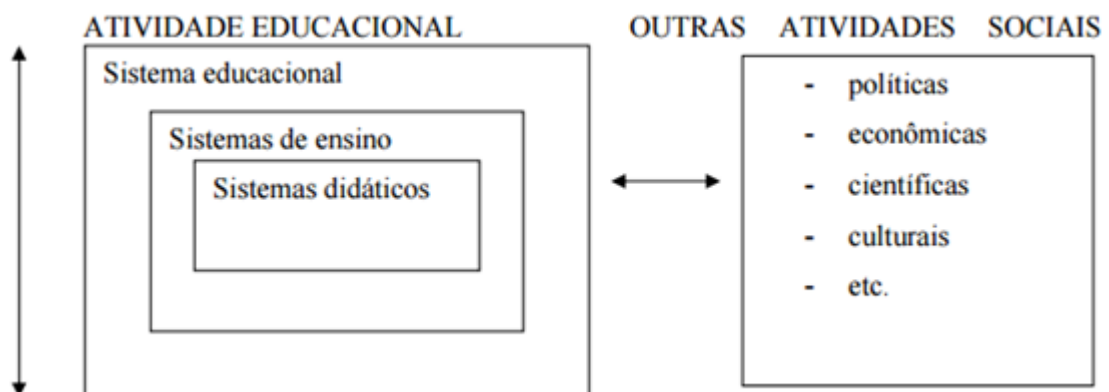 ATIVIDADE EDUCACIONAL
OUTRAS ATIVIDADES SOCIAIS
Sistema educacional
Sistemas de ensino
Sistemas didáticos
- políticas
- econômicas
- científicas
- culturais
- etc.